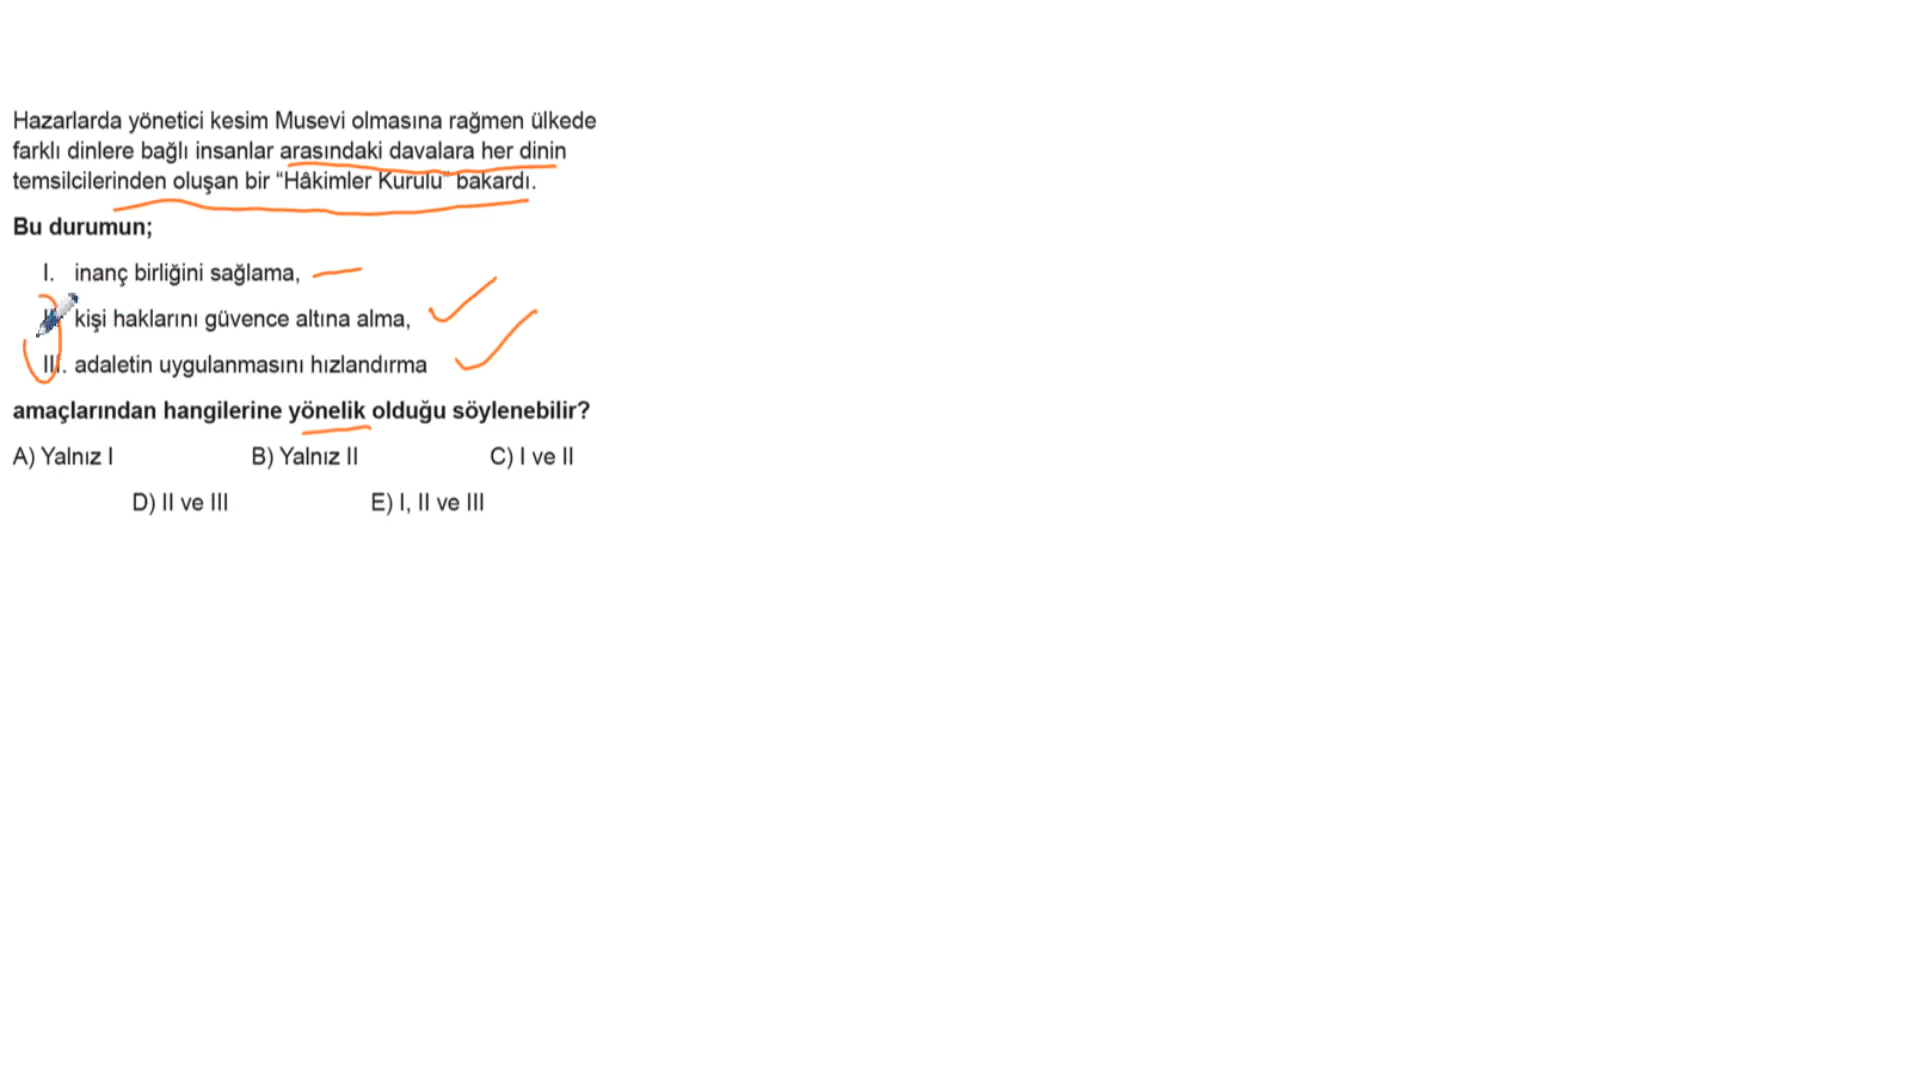 Hazarlarda yönetici kesim Musevi olmasına rağmen ülkede
farklı dinlere bağlı insanlar arasındaki davalara her dinin
temsilcilerinden oluşan bir “Hâkimler Kurulu” bakardı.
Bu durumun;
I. inanç birliğini sağlama,
kişi haklarını güvence altına alma,
III. adaletin uygulanmasını hızlandırma
amaçlarından hangilerine yönelik olduğu söylenebilir?
A) Yalnız I B) Yalnız II C) I ve II
D) II ve III E) I, II ve III